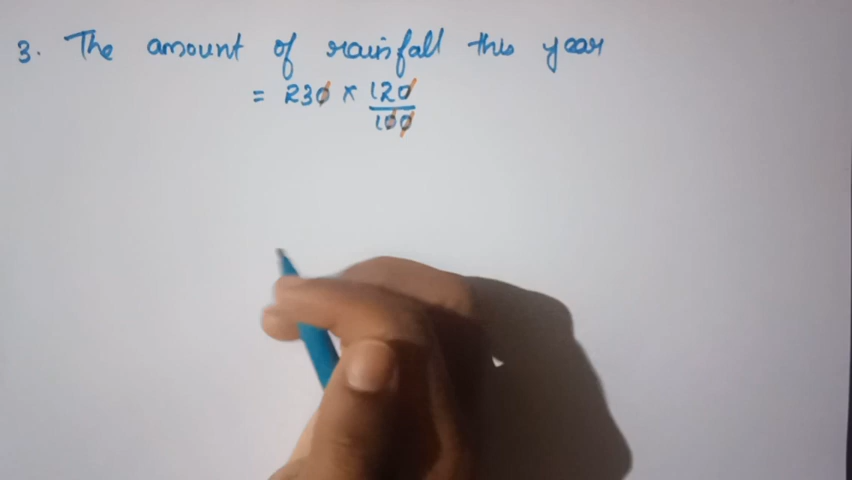 3. The amount of rainfall this year
= 230 × 120/100